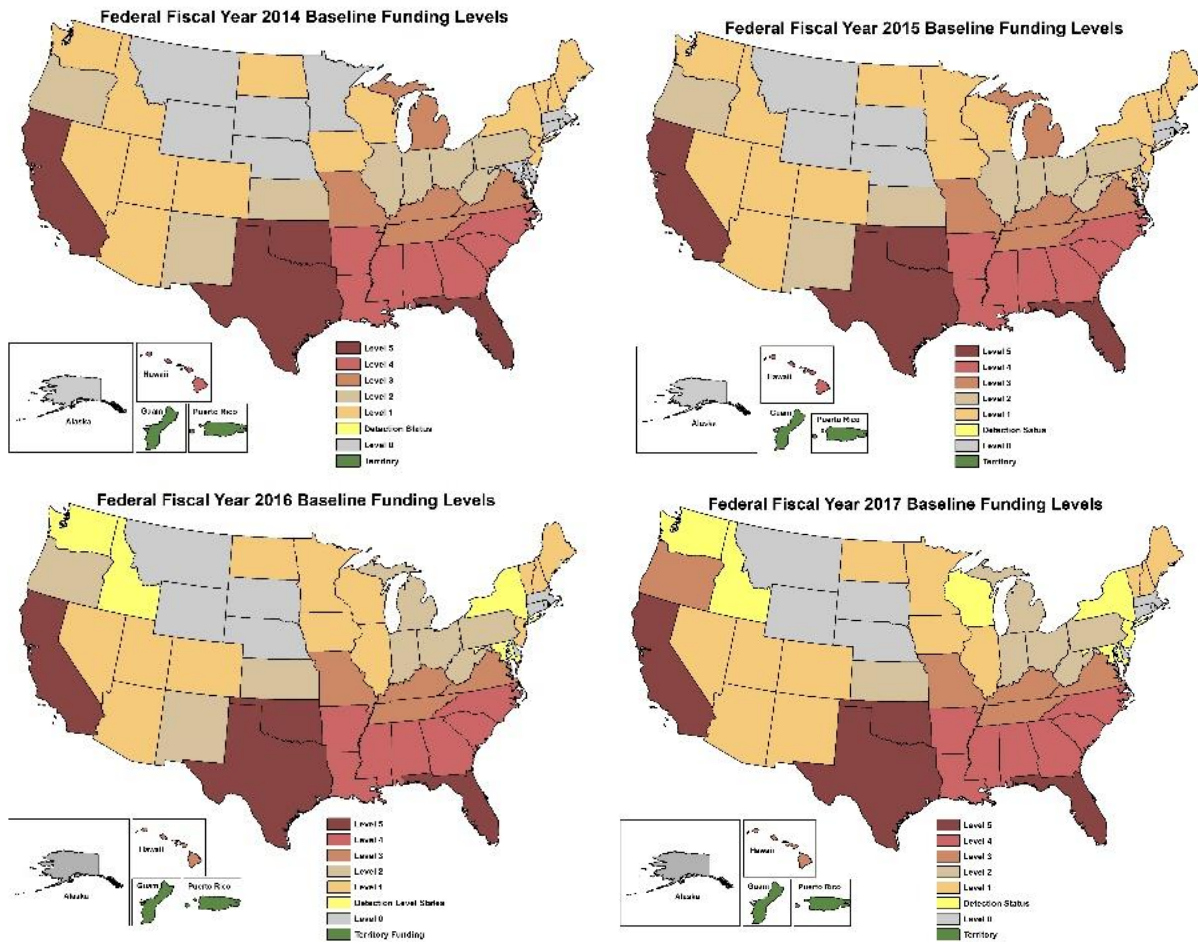 Federal Fiscal Year 2014 Baseline Funding Levels
Level 5
Level 4
Level 3
Level 2
Level 1
Detection Status
Level 0
Territory
Alaska
Hawaii
Guam
Puerto Rico
Federal Fiscal Year 2015 Baseline Funding Levels
Level 5
Level 4
Level 3
Level 2
Level 1
Detection Satus
Level 0
Territory
Alaska
Hawaii
Guam
Puerto Rico
Federal Fiscal Year 2016 Baseline Funding Levels
Level 5
Level 4
Level 3
Level 2
Level 1
Detection Level States
Level 0
Territory Funding
Alaska
Hawaii
Guam
Puerto Rico
Federal Fiscal Year 2017 Baseline Funding Levels
Level 5
Level 4
Level 3
Level 2
Level 1
Detection Status
Level 0
Territory
Alaska
Hawaii
Guam
Puerto Rico